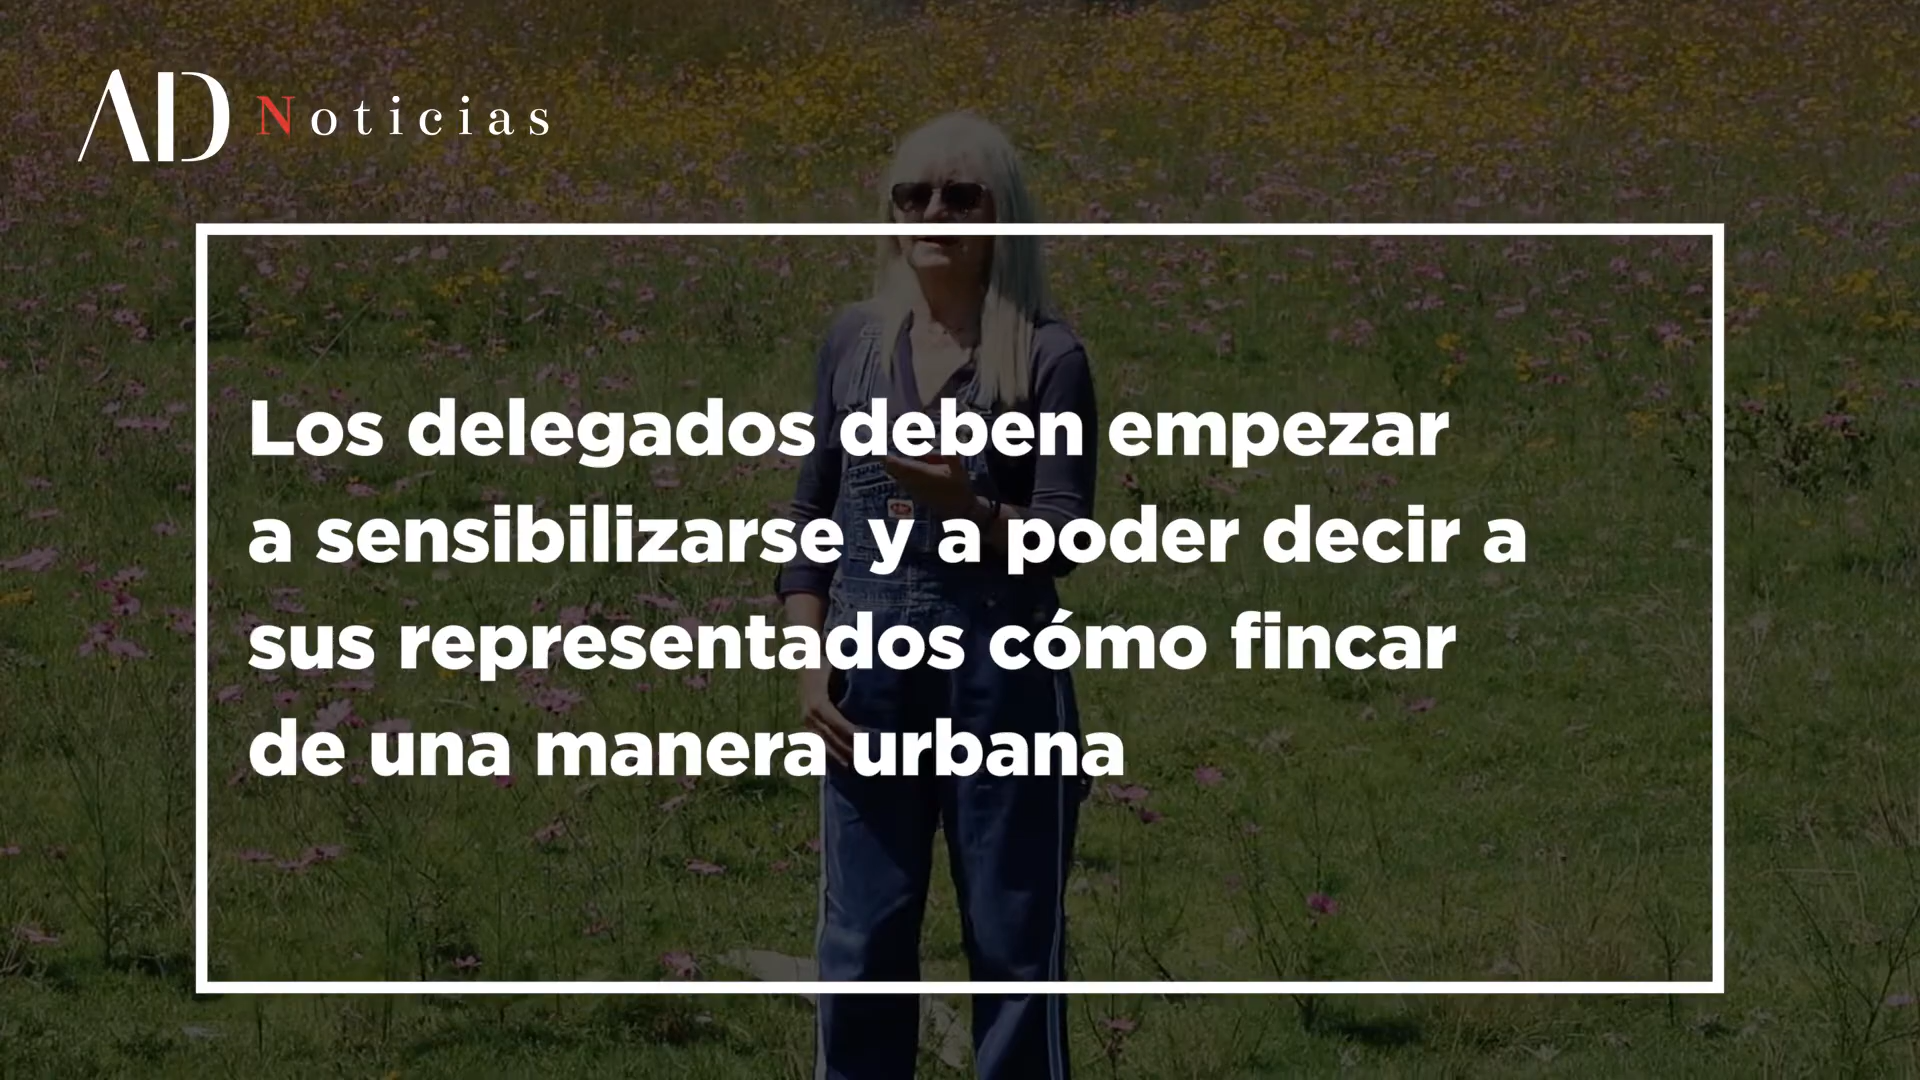 AD Noticias
Los delegados deben empezar
a sensibilizarse y a poder decir a
sus representados cómo fincar
de una manera urbana